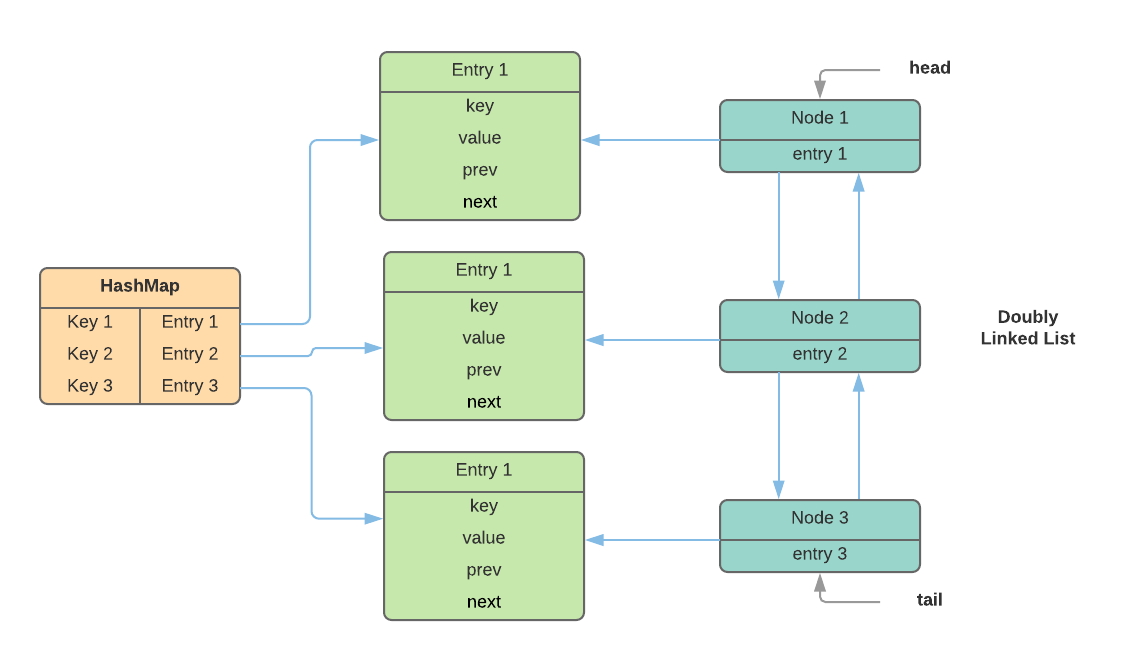 HashMap
Key 1 Entry 1
Key 2 Entry 2
Key 3 Entry 3
Entry 1
key
value
prev
next
Entry 1
key
value
prev
next
Entry 1
key
value
prev
next
head
Node 1
entry 1
Node 2
entry 2
Node 3
entry 3
tail
Doubly
Linked List